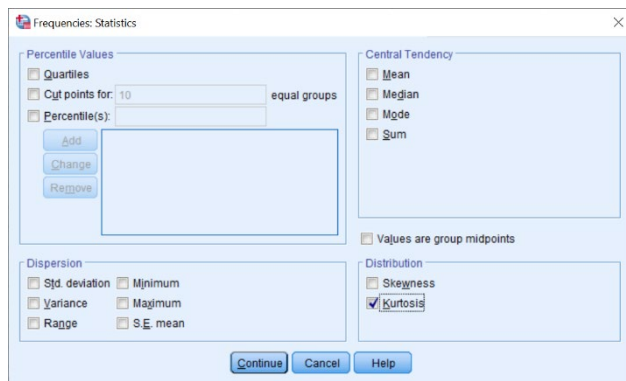 Frequencies: Statistics
Percentile Values
Quartiles
Cut points for: 10 equal groups
Percentile(s):
Add
Change
Remove
Central Tendency
Mean
Median
Mode
Sum
Values are group midpoints
Dispersion
Std. deviation Minimum
Variance Maximum
Range S.E. mean
Distribution
Skewness
Kurtosis
Continue Cancel Help